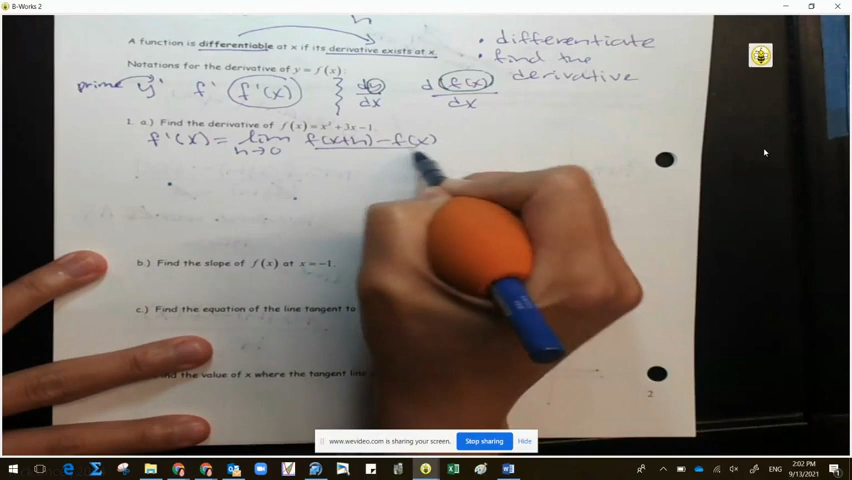 B-Works 2
h
A function is differentiable at x if its derivative exists at x.
• differentiate
• find the
derivative
Notations for the derivative of y = f(x):
prime y' f' f'(x) dy/dx d(f(x))/dx
1. a.) Find the derivative of f(x) = x² + 3x − 1.
f'(x) = lim h→0 f(x+h) − f(x)
b.) Find the slope of f(x) at x = −1.
c.) Find the equation of the line tangent to
find the value of x where the tangent line
2
www.wevideo.com is sharing your screen. Stop sharing Hide
2:02 PM
9/13/2021